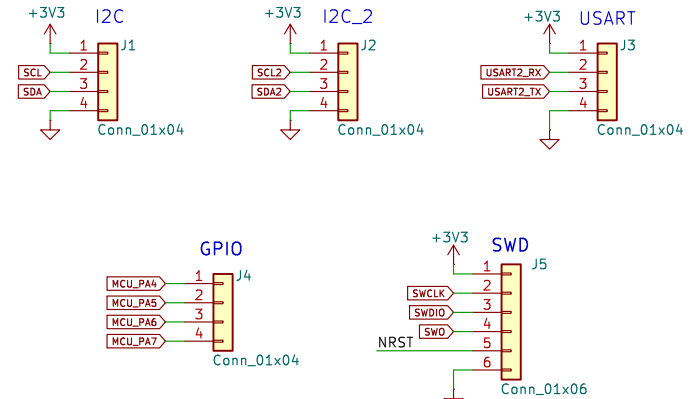 I2C
+3V3
J1
1
SCL 2
SDA 3
4
Conn_01x04
I2C_2
+3V3
J2
1
SCL2 2
SDA2 3
4
Conn_01x04
USART
+3V3
J3
1
USART2_RX 2
USART2_TX 3
4
Conn_01x04
GPIO
J4
MCU_PA4 1
MCU_PA5 2
MCU_PA6 3
MCU_PA7 4
Conn_01x04
SWD
+3V3
J5
1
SWCLK 2
SWDIO 3
SWO 4
NRST 5
6
Conn_01x06